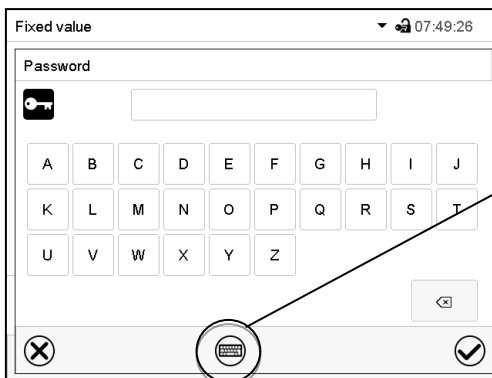 Fixed value 07:49:26
Password
A B C D E F G H I J
K L M N O P Q R S T
U V W X Y Z